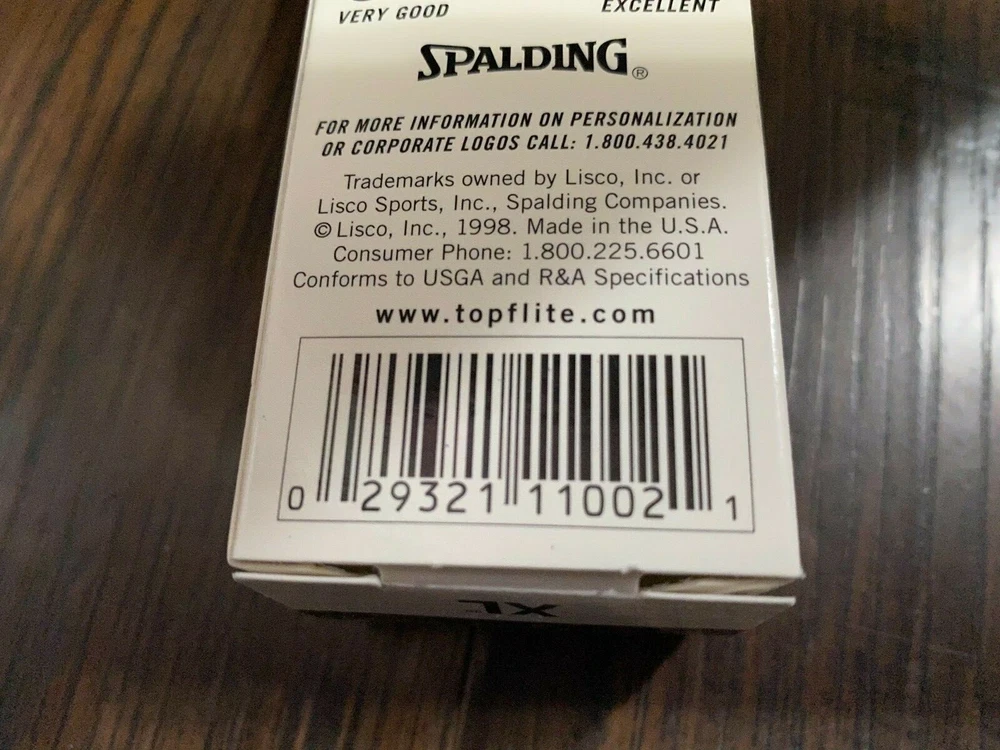 VERY GOOD EXCELLENT
SPALDING®
FOR MORE INFORMATION ON PERSONALIZATION
OR CORPORATE LOGOS CALL: 1.800.438.4021
Trademarks owned by Lisco, Inc. or
Lisco Sports, Inc., Spalding Companies.
© Lisco, Inc., 1998. Made in the U.S.A.
Consumer Phone: 1.800.225.6601
Conforms to USGA and R&A Specifications
www.topflite.com
0 29321 11002 1
XL